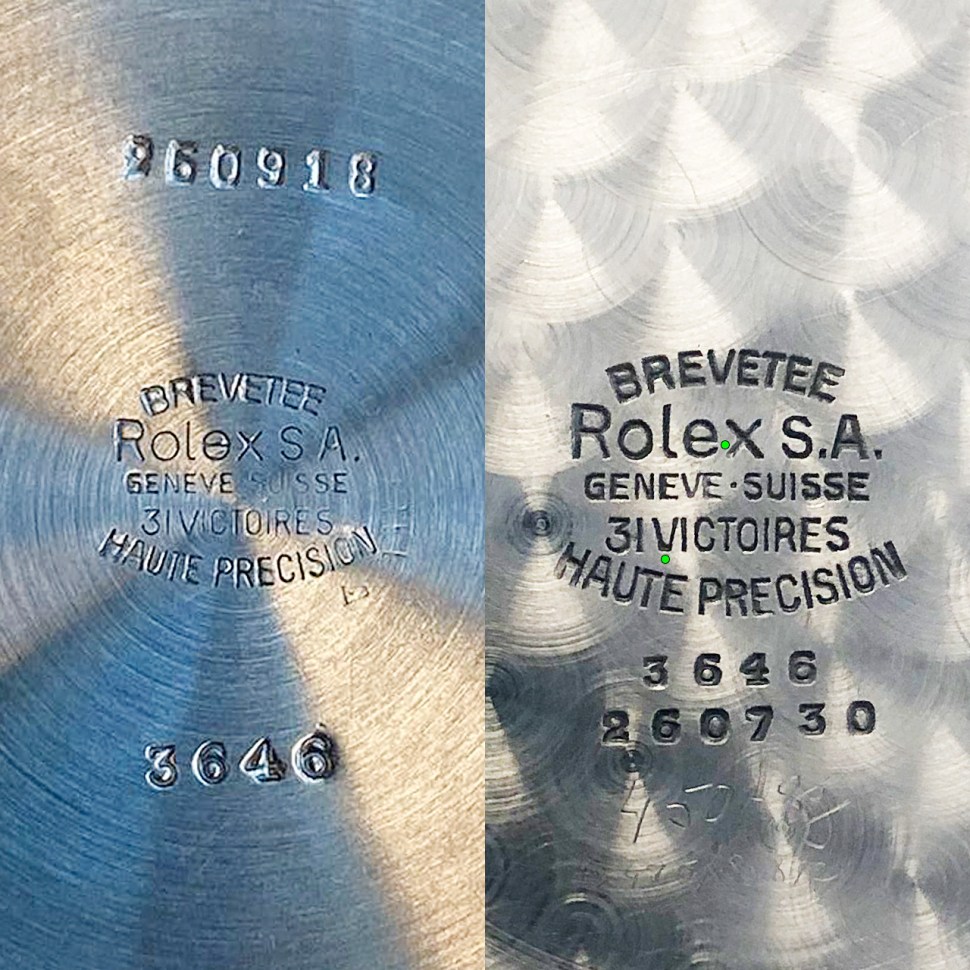 260918
BREVETEE
Rolex S A.
GENEVE SUISSE
31 VICTOIRES
HAUTE PRECISION
3646
BREVETEE
Rolex S.A.
GENEVE·SUISSE
31 VICTOIRES
HAUTE PRECISION
3646
260730